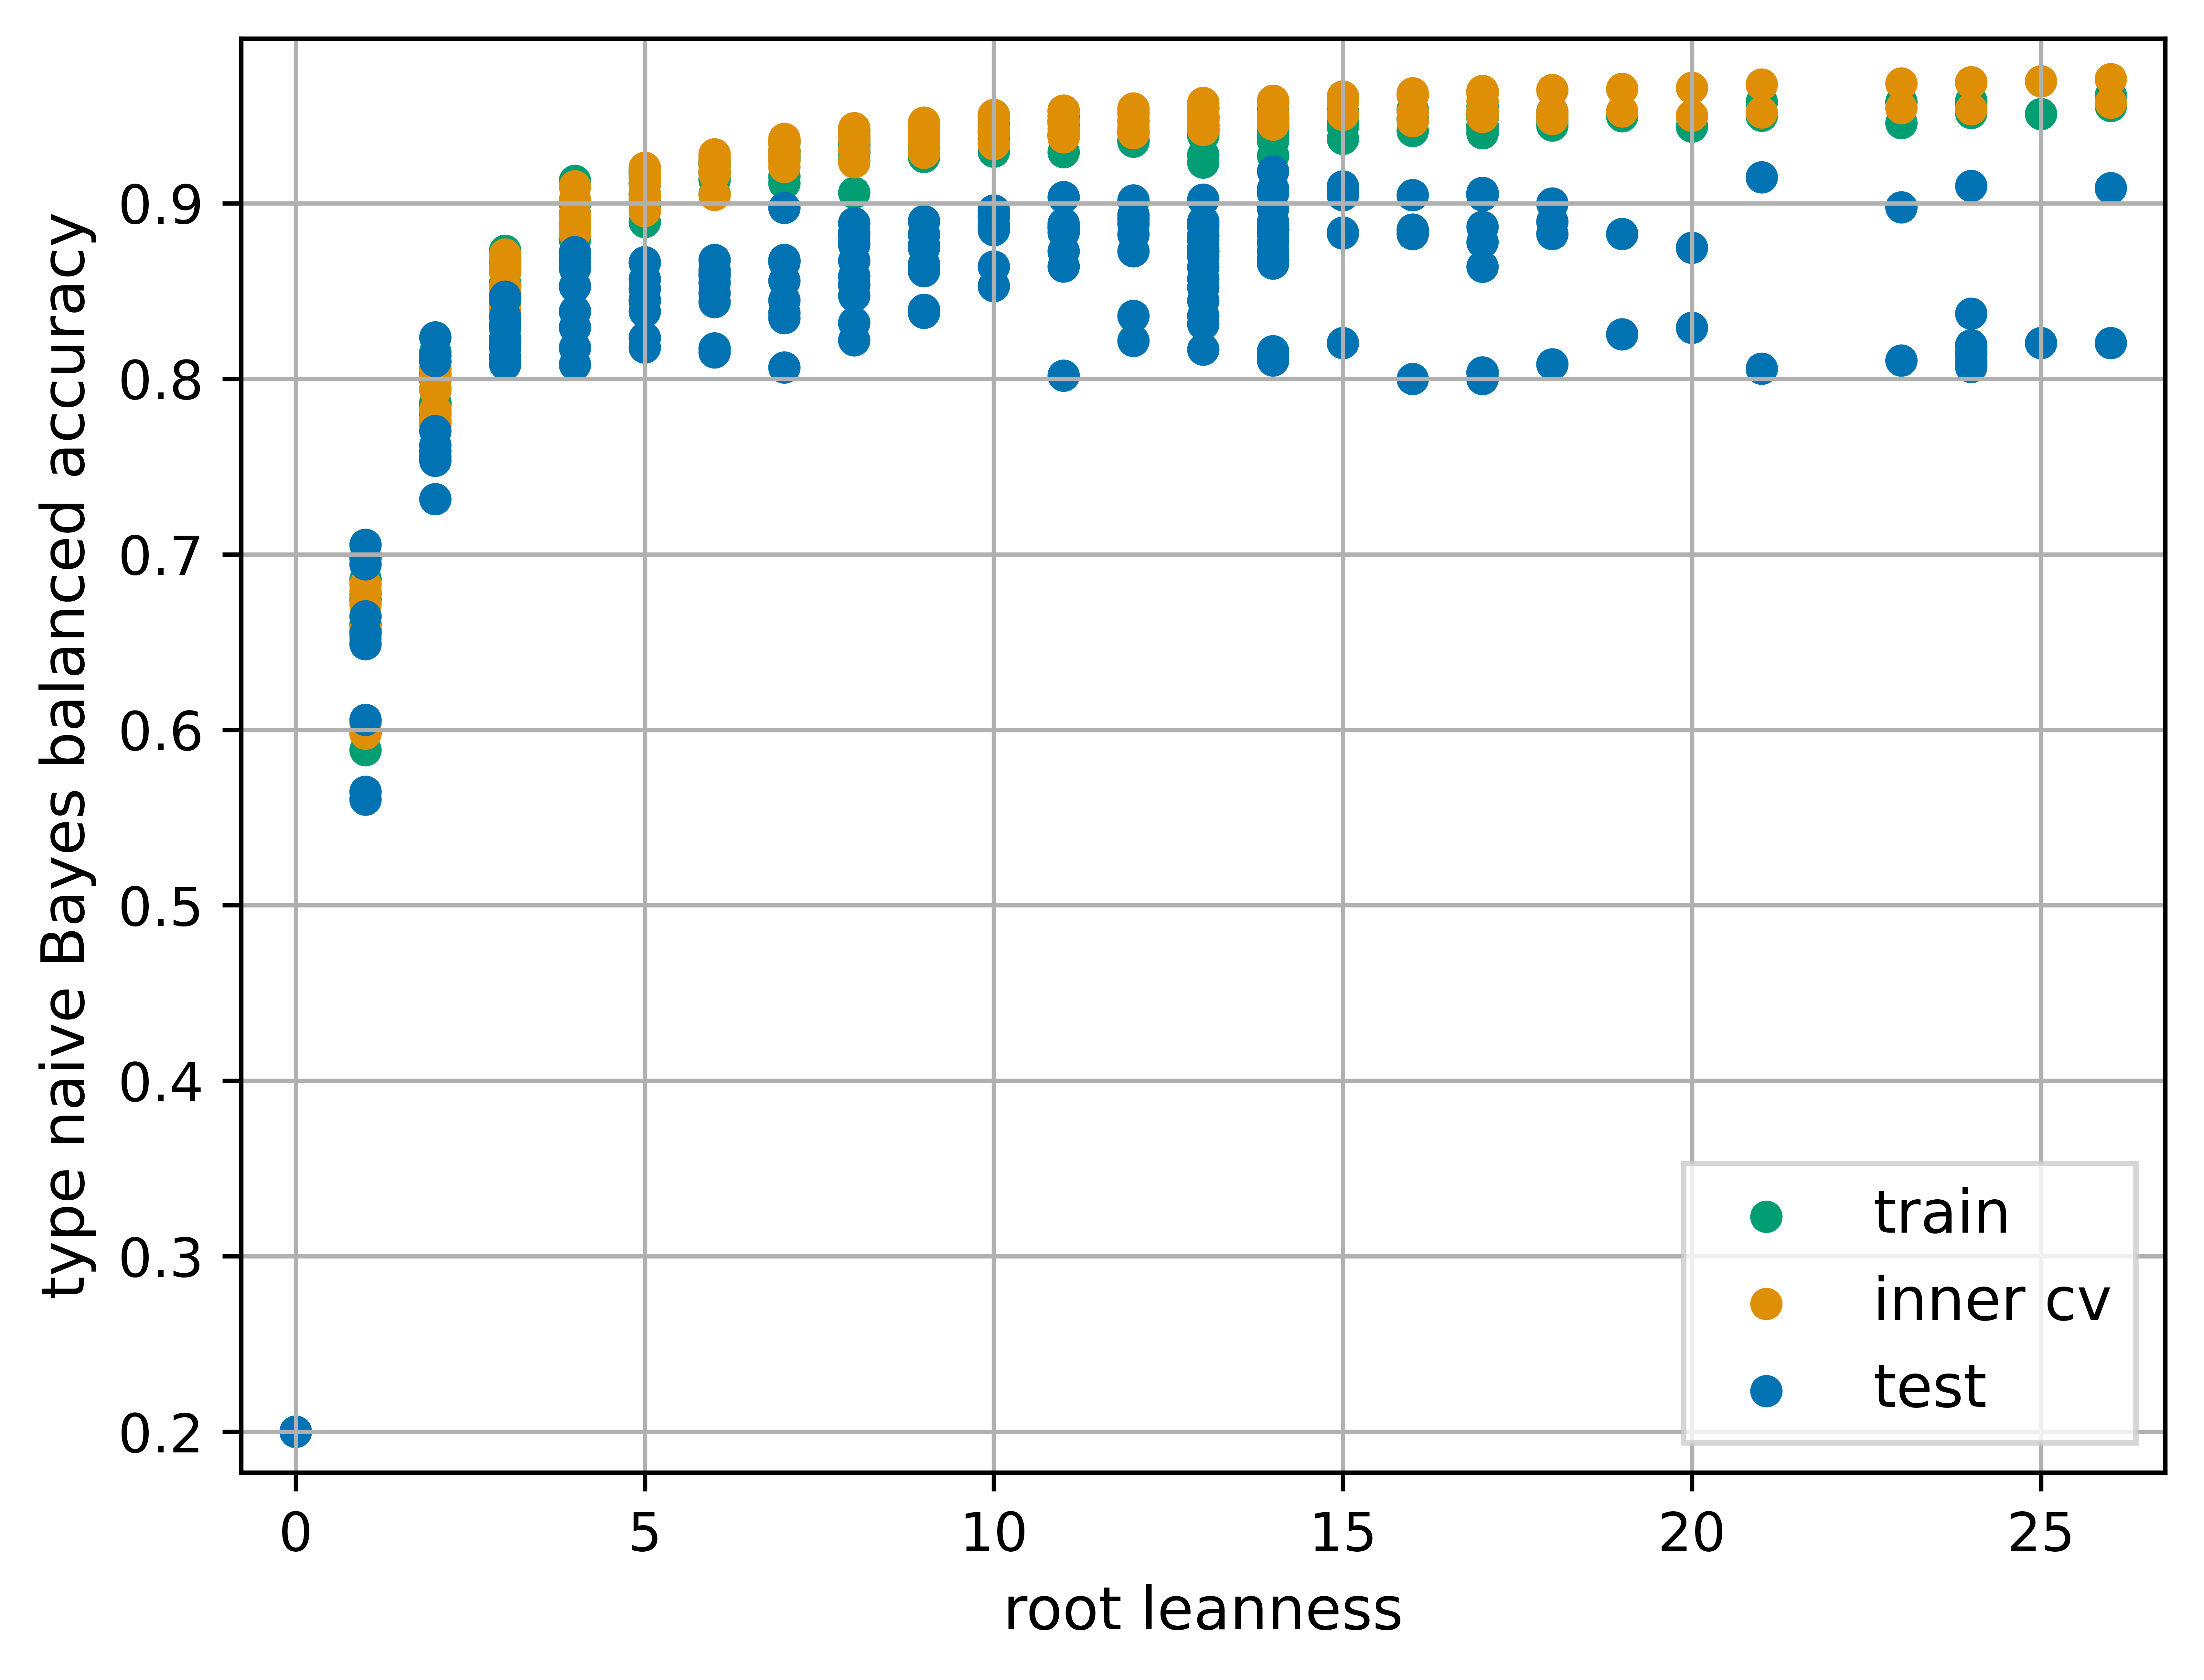 type naive Bayes balanced accuracy
0.9
0.8
0.7
0.6
0.5
0.4
0.3
0.2
train
inner cv
test
0 5 10 15 20 25
root leanness